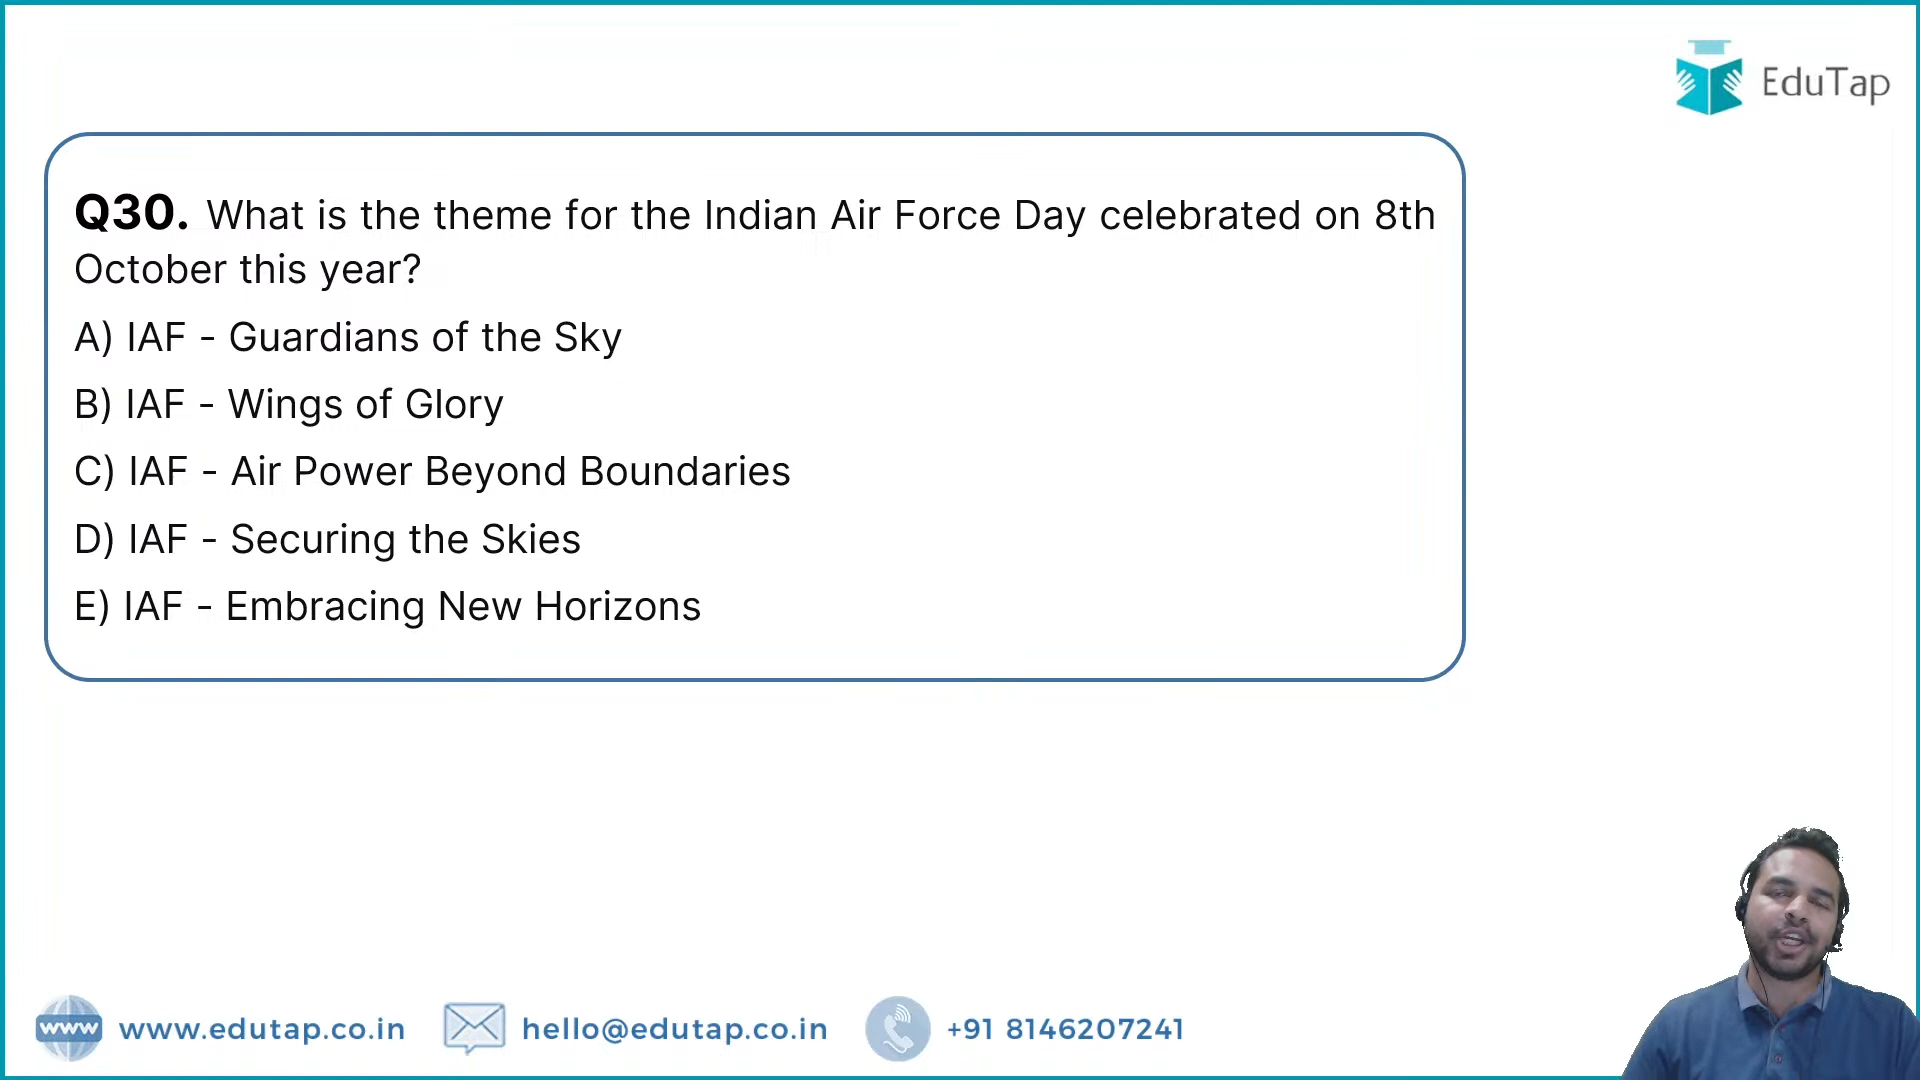 EduTap
Q30. What is the theme for the Indian Air Force Day celebrated on 8th
October this year?
A) IAF - Guardians of the Sky
B) IAF - Wings of Glory
C) IAF - Air Power Beyond Boundaries
D) IAF - Securing the Skies
E) IAF - Embracing New Horizons
www www.edutap.co.in hello@edutap.co.in +91 8146207241